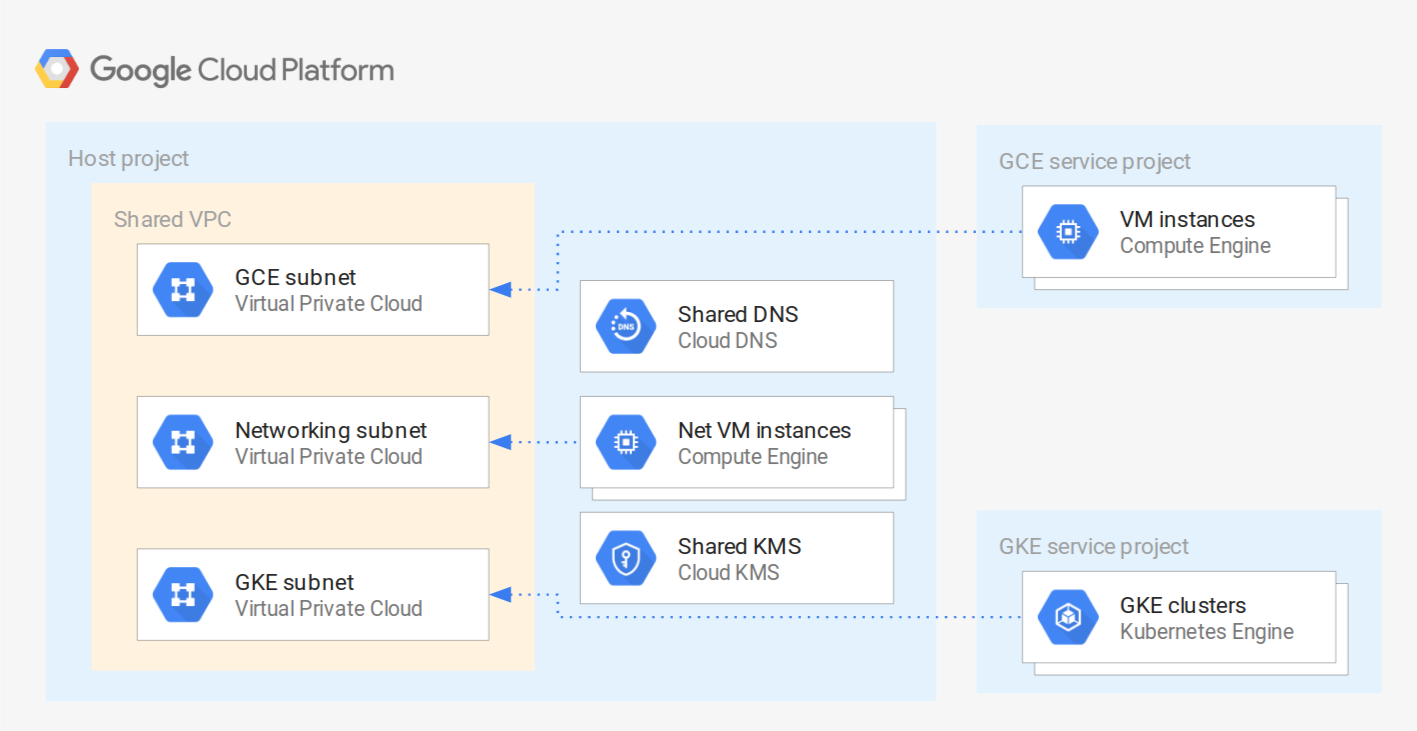 Google Cloud Platform
Host project
Shared VPC
GCE subnet
Virtual Private Cloud
Networking subnet
Virtual Private Cloud
GKE subnet
Virtual Private Cloud
Shared DNS
Cloud DNS
DNS
Net VM instances
Compute Engine
Shared KMS
Cloud KMS
GCE service project
VM instances
Compute Engine
GKE service project
GKE clusters
Kubernetes Engine